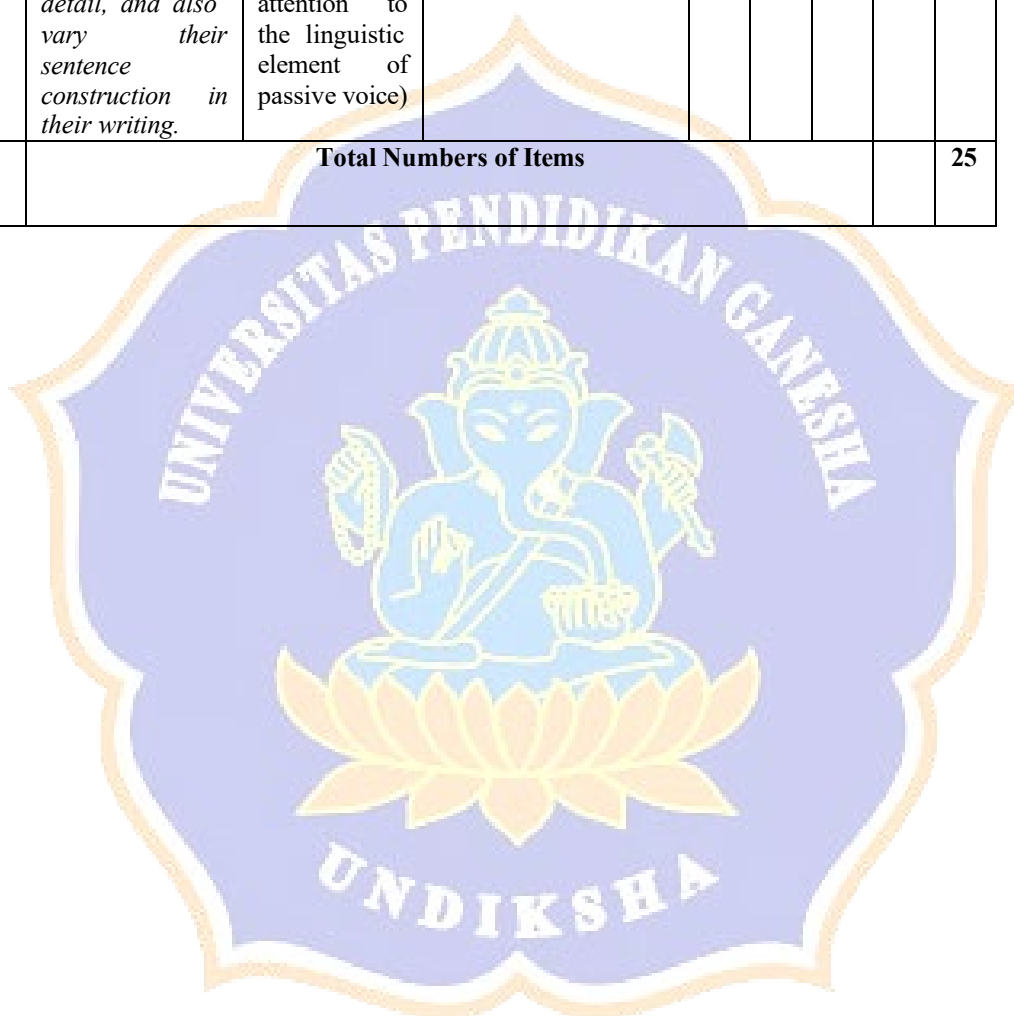 detail, and also
vary their
sentence
construction in
their writing.
attention to
the linguistic
element of
passive voice)
Total Numbers of Items 25
UNIVERSITAS PENDIDIKAN GANESHA
UNDIKSHA